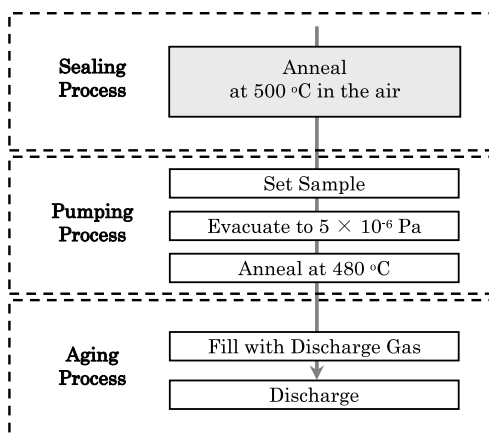 Sealing
Process
Anneal
at 500 °C in the air
Pumping
Process
Set Sample
Evacuate to 5 × 10⁻⁶ Pa
Anneal at 480 °C
Aging
Process
Fill with Discharge Gas
Discharge